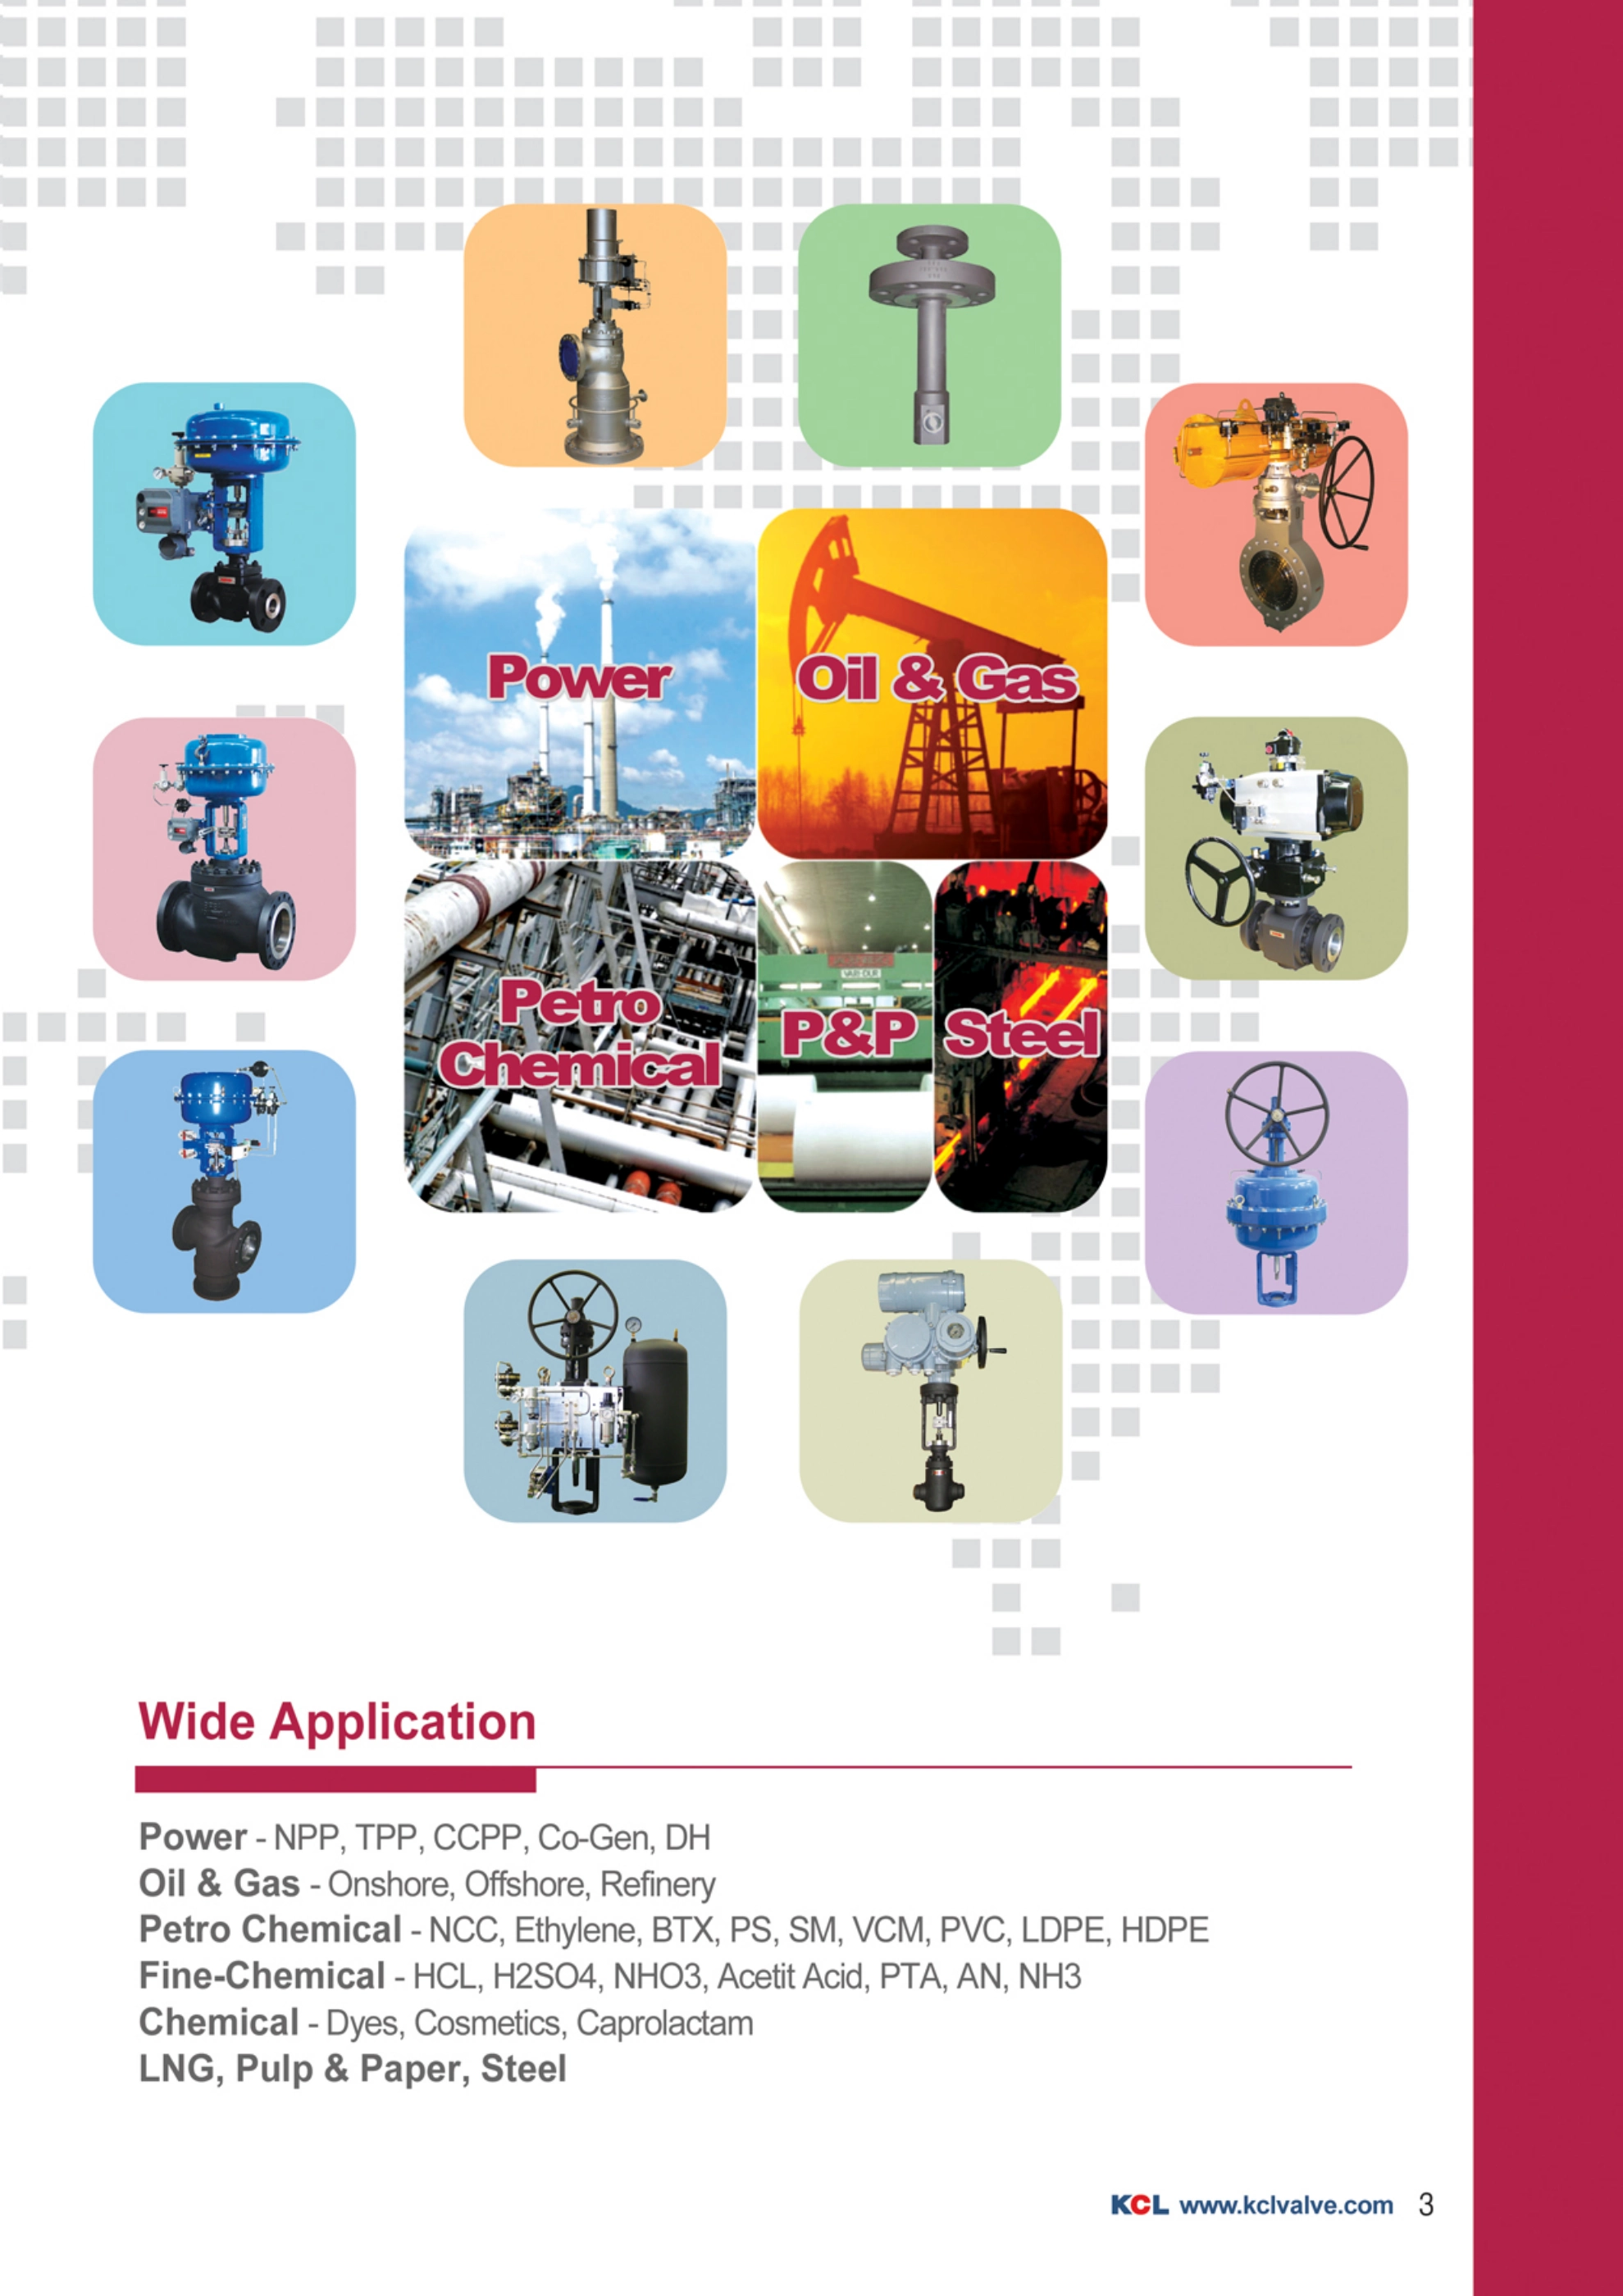 Power
Oil & Gas
Petro
Chemical
P&P
Steel
VARI-DUR
Wide Application
Power - NPP, TPP, CCPP, Co-Gen, DH
Oil & Gas - Onshore, Offshore, Refinery
Petro Chemical - NCC, Ethylene, BTX, PS, SM, VCM, PVC, LDPE, HDPE
Fine-Chemical - HCL, H2SO4, NHO3, Acetit Acid, PTA, AN, NH3
Chemical - Dyes, Cosmetics, Caprolactam
LNG, Pulp & Paper, Steel
KCL www.kclvalve.com 3